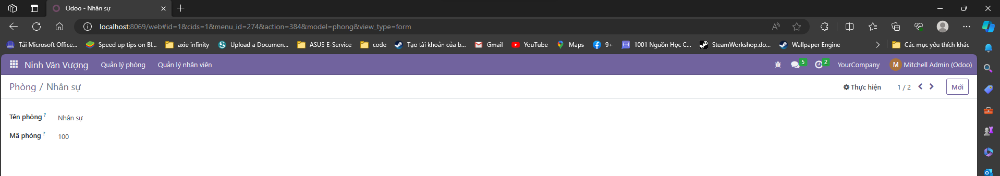 Odoo - Nhân sự
localhost:8069/web#id=1&cids=1&menu_id=274&action=384&model=phong&view_type=form
Tải Microsoft Office... Speed up tips on Bl... axie infinity Upload a Documen... ASUS E-Service code Tạo tài khoản của b... Gmail YouTube Maps 9+ 1001 Nguồn Học C... SteamWorkshop.do... Wallpaper Engine Các mục yêu thích khác
Ninh Văn Vượng Quản lý phòng Quản lý nhân viên 5 2 YourCompany M Mitchell Admin (Odoo)
Phòng / Nhân sự Thực hiện 1 / 2 Mới
Tên phòng ? Nhân sự
Mã phòng ? 100